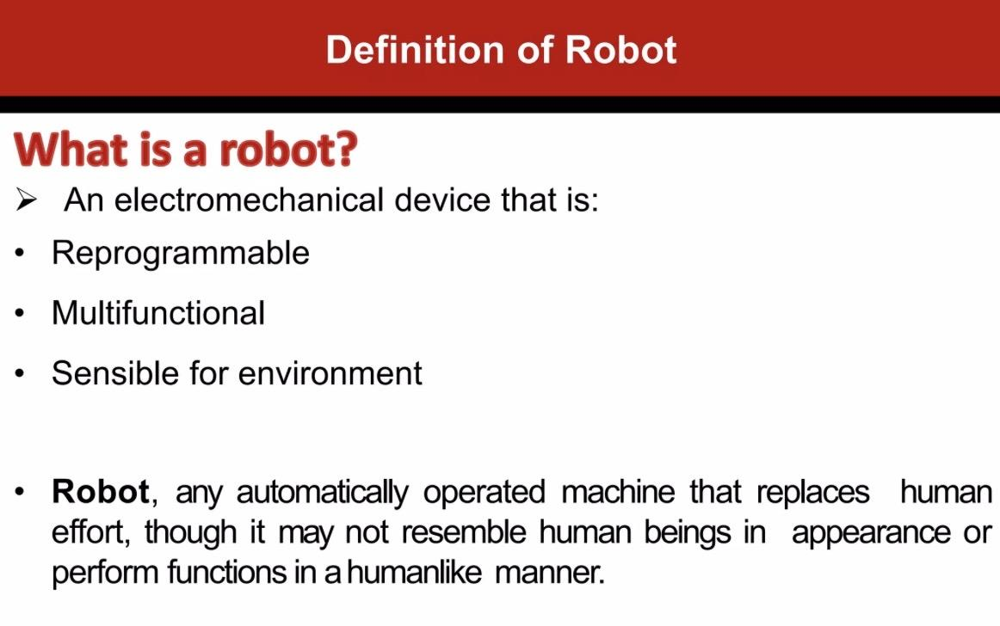 Definition of Robot
What is a robot?
➢ An electromechanical device that is:
• Reprogrammable
• Multifunctional
• Sensible for environment
• Robot, any automatically operated machine that replaces human
effort, though it may not resemble human beings in appearance or
perform functions in a humanlike manner.